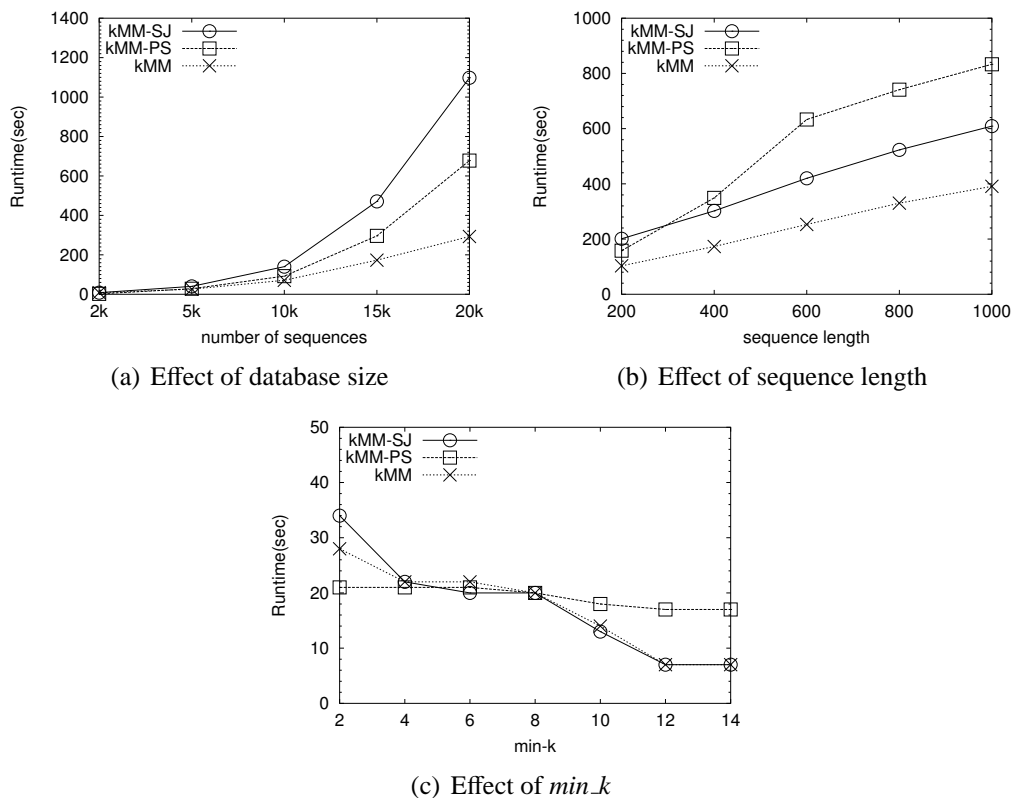 1400
1200
1000
800
600
400
200
0
Runtime(sec)
kMM-SJ
kMM-PS
kMM
2k 5k 10k 15k 20k
number of sequences
(a) Effect of database size
1000
800
600
400
200
0
Runtime(sec)
kMM-SJ
kMM-PS
kMM
200 400 600 800 1000
sequence length
(b) Effect of sequence length
50
40
30
20
10
0
Runtime(sec)
kMM-SJ
kMM-PS
kMM
2 4 6 8 10 12 14
min-k
(c) Effect of min_k